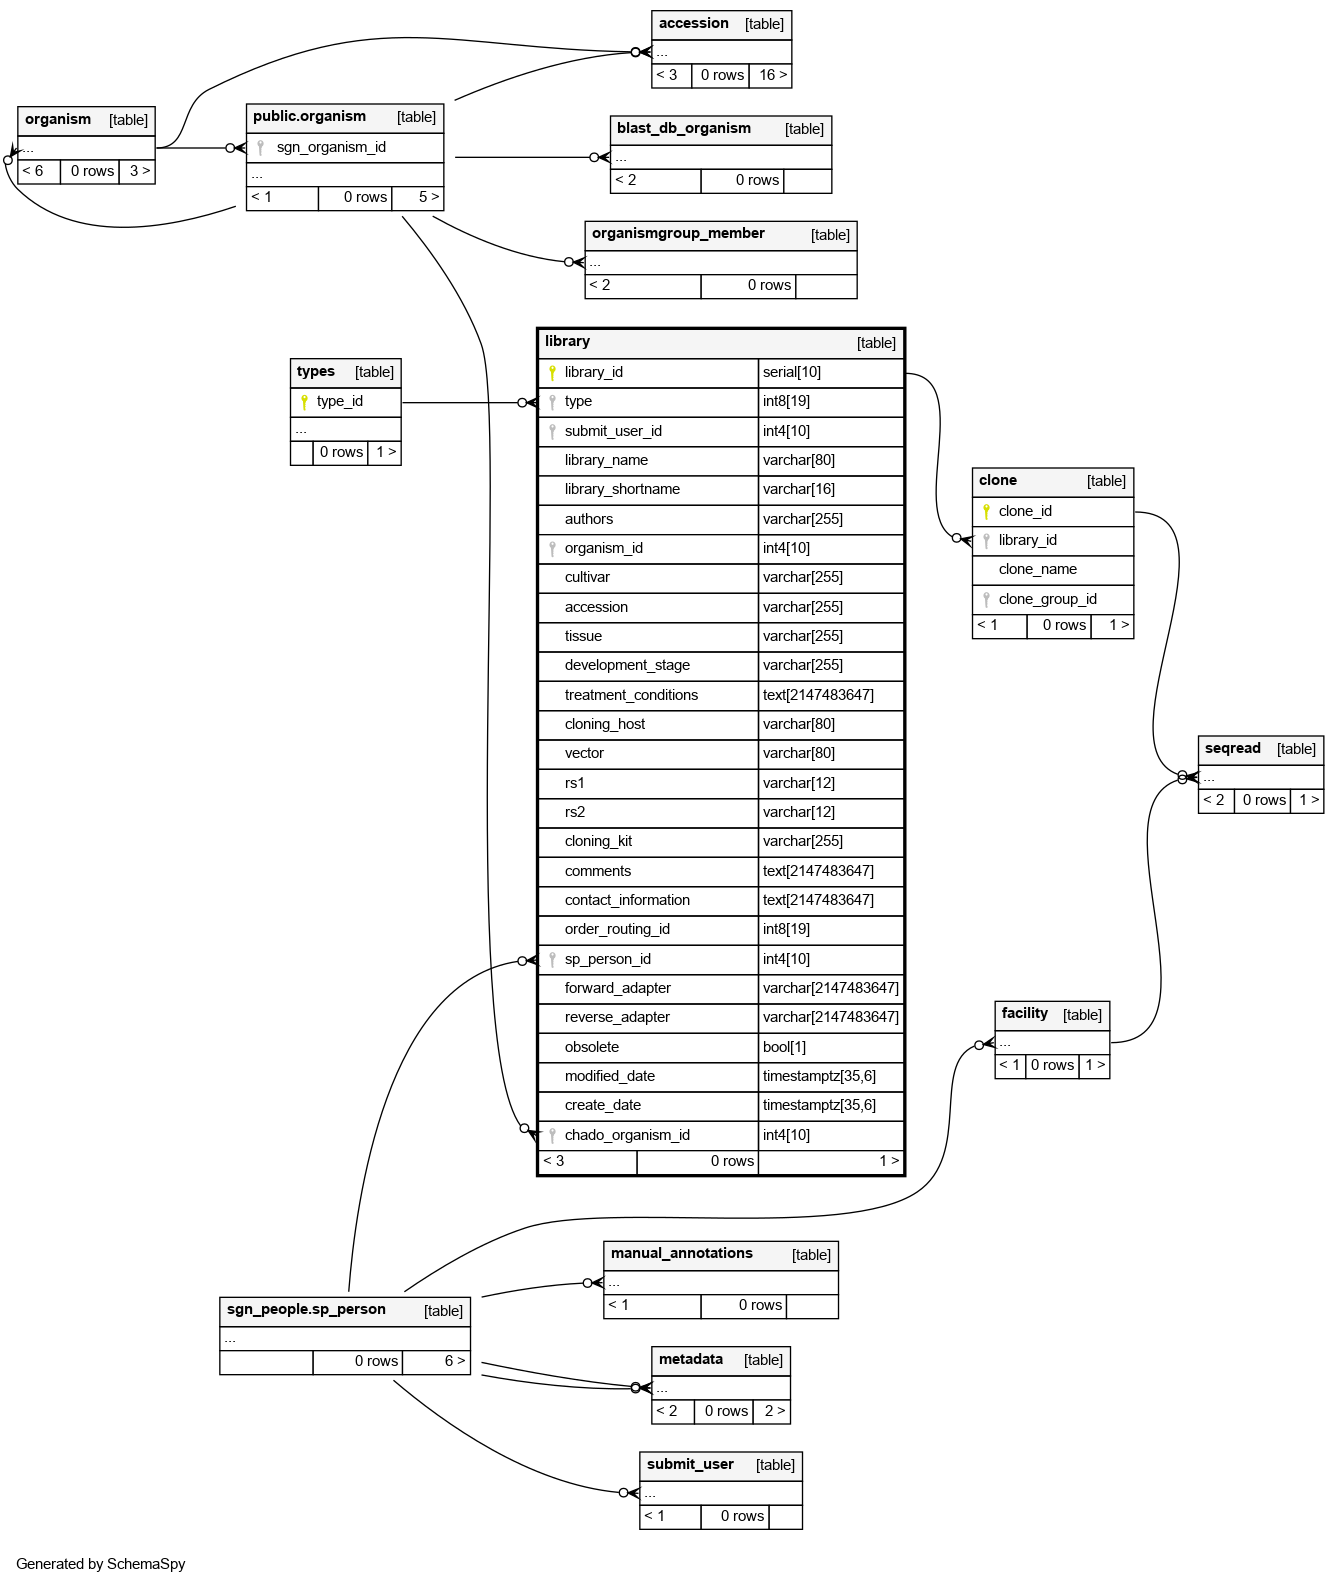 accession [table]
...
< 3 0 rows 16 >
organism [table]
...
< 6 0 rows 3 >
public.organism [table]
sgn_organism_id
...
< 1 0 rows 5 >
blast_db_organism [table]
...
< 2 0 rows
organismgroup_member [table]
...
< 2 0 rows
types [table]
type_id
...
0 rows 1 >
library [table]
library_id serial[10]
type int8[19]
submit_user_id int4[10]
library_name varchar[80]
library_shortname varchar[16]
authors varchar[255]
organism_id int4[10]
cultivar varchar[255]
accession varchar[255]
tissue varchar[255]
development_stage varchar[255]
treatment_conditions text[2147483647]
cloning_host varchar[80]
vector varchar[80]
rs1 varchar[12]
rs2 varchar[12]
cloning_kit varchar[255]
comments text[2147483647]
contact_information text[2147483647]
order_routing_id int8[19]
sp_person_id int4[10]
forward_adapter varchar[2147483647]
reverse_adapter varchar[2147483647]
obsolete bool[1]
modified_date timestamptz[35,6]
create_date timestamptz[35,6]
chado_organism_id int4[10]
< 3 0 rows 1 >
clone [table]
clone_id
library_id
clone_name
clone_group_id
< 1 0 rows 1 >
seqread [table]
...
< 2 0 rows 1 >
facility [table]
...
< 1 0 rows 1 >
manual_annotations [table]
...
< 1 0 rows
sgn_people.sp_person [table]
...
0 rows 6 >
metadata [table]
...
< 2 0 rows 2 >
submit_user [table]
...
< 1 0 rows
Generated by SchemaSpy